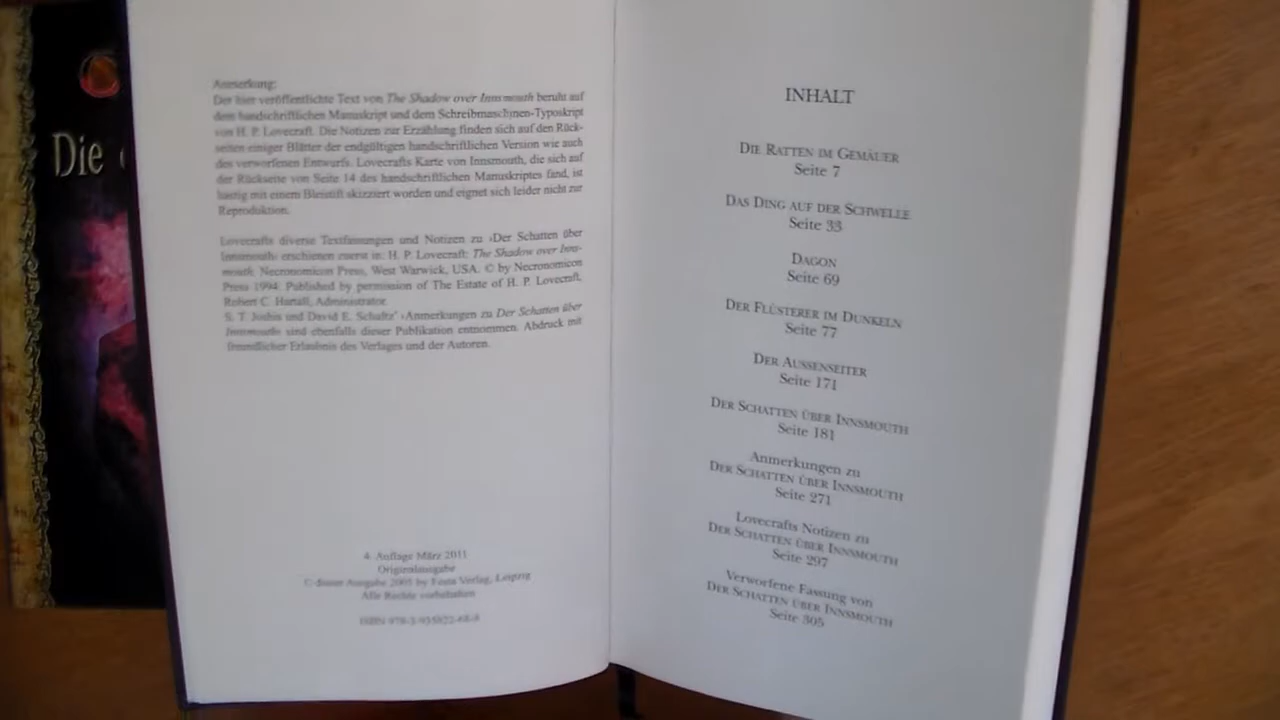 Die
Anmerkung:
Der hier veröffentlichte Text von The Shadow over Innsmouth beruht auf
dem handschriftlichen Manuskript und dem Schreibmaschinen-Typoskript
von H. P. Lovecraft. Die Notizen zur Erzählung finden sich auf den Rück-
seiten einiger Blätter der endgültigen handschriftlichen Version wie auch
des verworfenen Entwurfs. Lovecrafts Karte von Innsmouth, die sich auf
der Rückseite von Seite 14 des handschriftlichen Manuskriptes fand, ist
hastig mit einem Bleistift skizziert worden und eignet sich leider nicht zur
Reproduktion.
Lovecrafts diverse Textfassungen und Notizen zu ›Der Schatten über
Innsmouth‹ erschienen zuerst in: H. P. Lovecraft: The Shadow over Inns-
mouth. Necronomicon Press, West Warwick, USA. © by Necronomicon
Press 1994. Published by permission of The Estate of H. P. Lovecraft,
Robert C. Harrall, Administrator.
S. T. Joshis und David E. Schultz' ›Anmerkungen zu Der Schatten über
Innsmouth‹ sind ebenfalls dieser Publikation entnommen. Abdruck mit
freundlicher Erlaubnis des Verlages und der Autoren.
4. Auflage März 2011
Originalausgabe
© dieser Ausgabe 2005 by Festa Verlag, Leipzig
Alle Rechte vorbehalten
ISBN
INHALT
DIE RATTEN IM GEMÄUER
Seite 7
DAS DING AUF DER SCHWELLE
Seite 33
DAGON
Seite 69
DER FLÜSTERER IM DUNKELN
Seite 77
DER AUSSENSEITER
Seite 171
DER SCHATTEN ÜBER INNSMOUTH
Seite 181
Anmerkungen zu
DER SCHATTEN ÜBER INNSMOUTH
Seite 271
Lovecrafts Notizen zu
DER SCHATTEN ÜBER INNSMOUTH
Seite 297
Verworfene Fassung von
DER SCHATTEN ÜBER INNSMOUTH
Seite 305